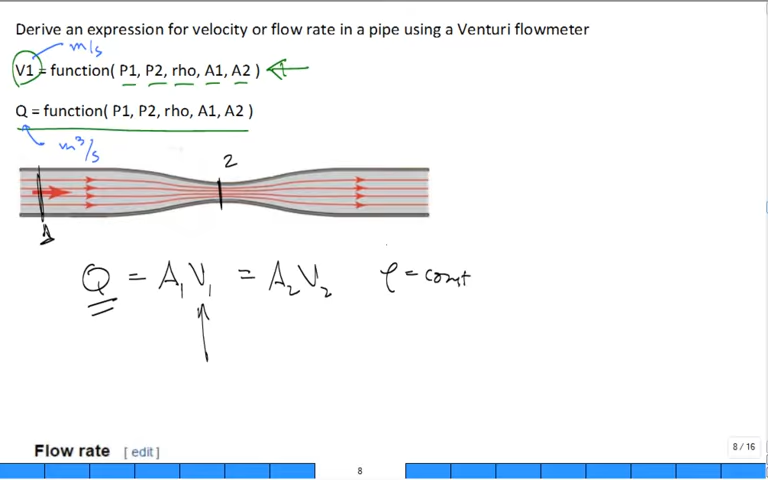 Derive an expression for velocity or flow rate in a pipe using a Venturi flowmeter
m/s
V1 = function( P1, P2, rho, A1, A2 )
Q = function( P1, P2, rho, A1, A2 )
m³/s
2
1
Q = A₁V₁ = A₂V₂ ρ = const
Flow rate [ edit ]
8 / 16
8